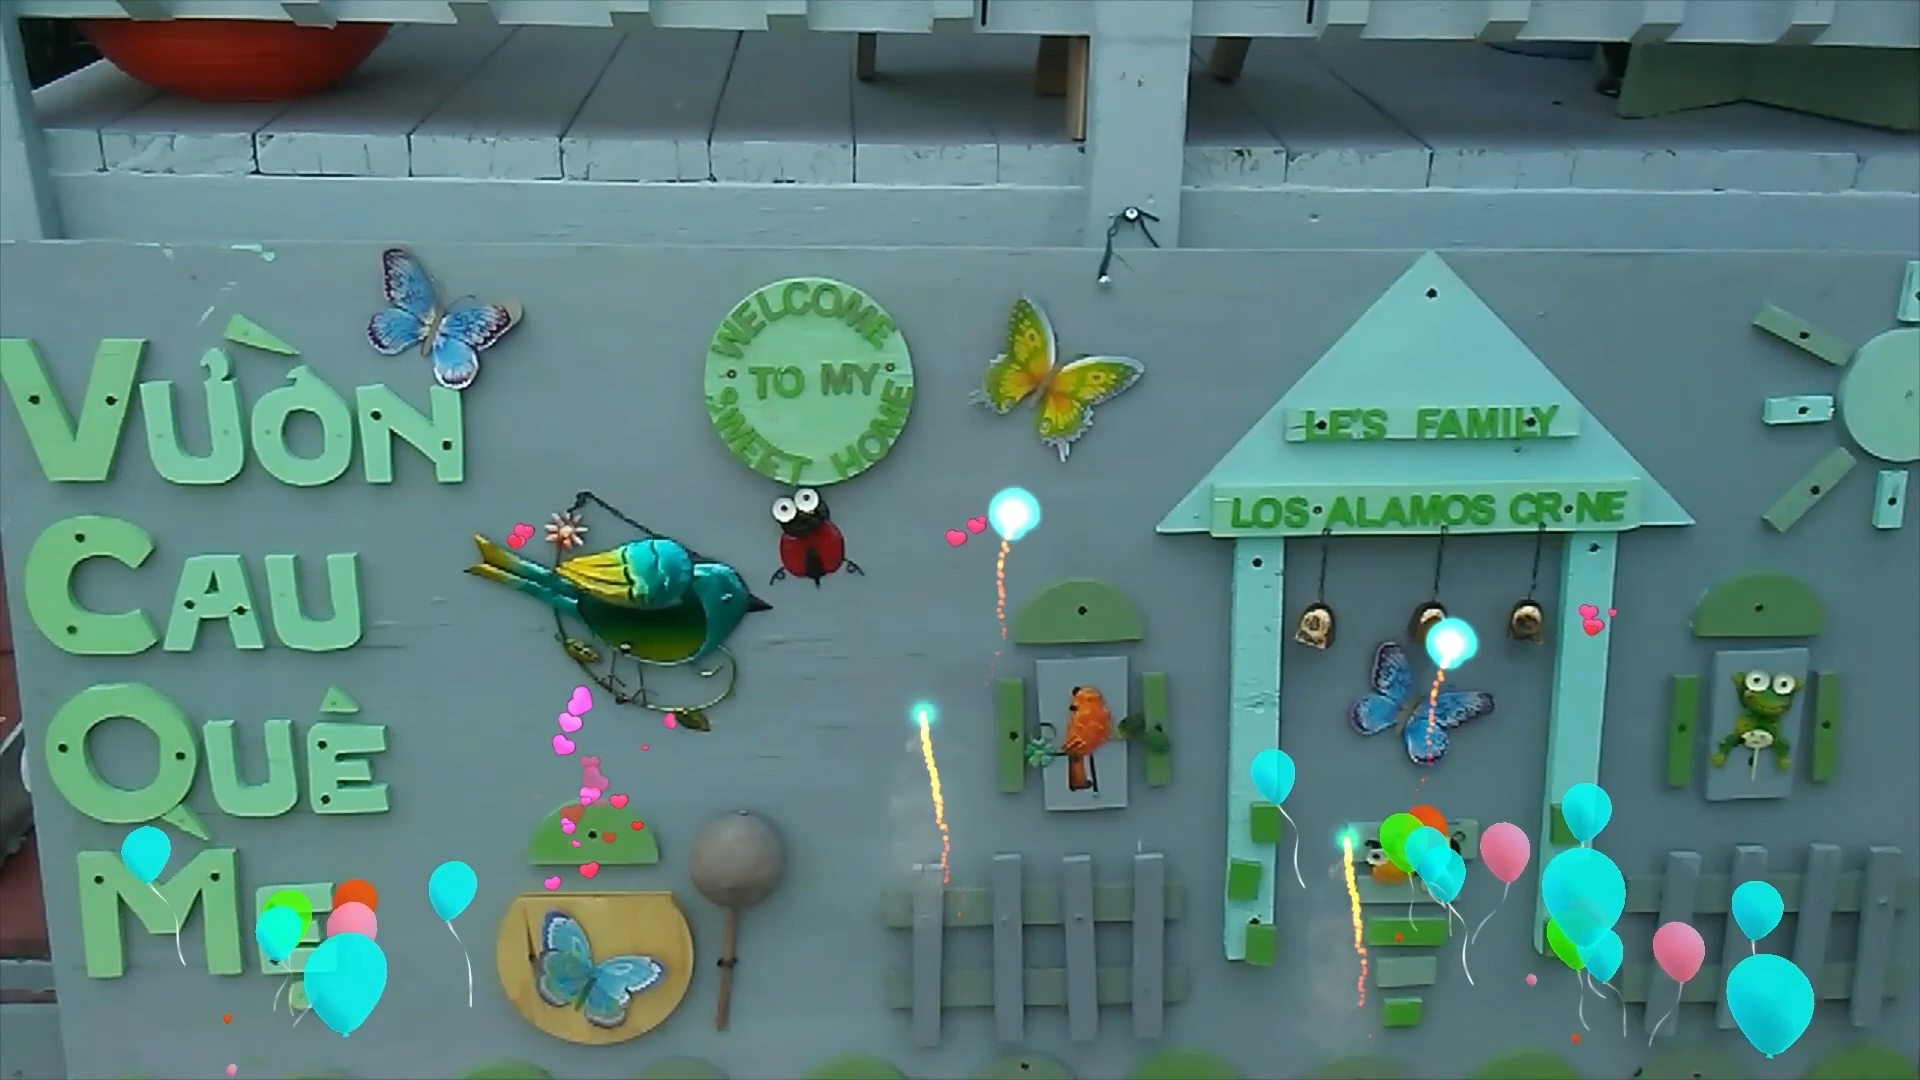 VƯỜN
CAU
QUÊ
MẸ
WELCOME
TO MY
SWEET HOME
LE'S FAMILY
LOS ALAMOS CR NE